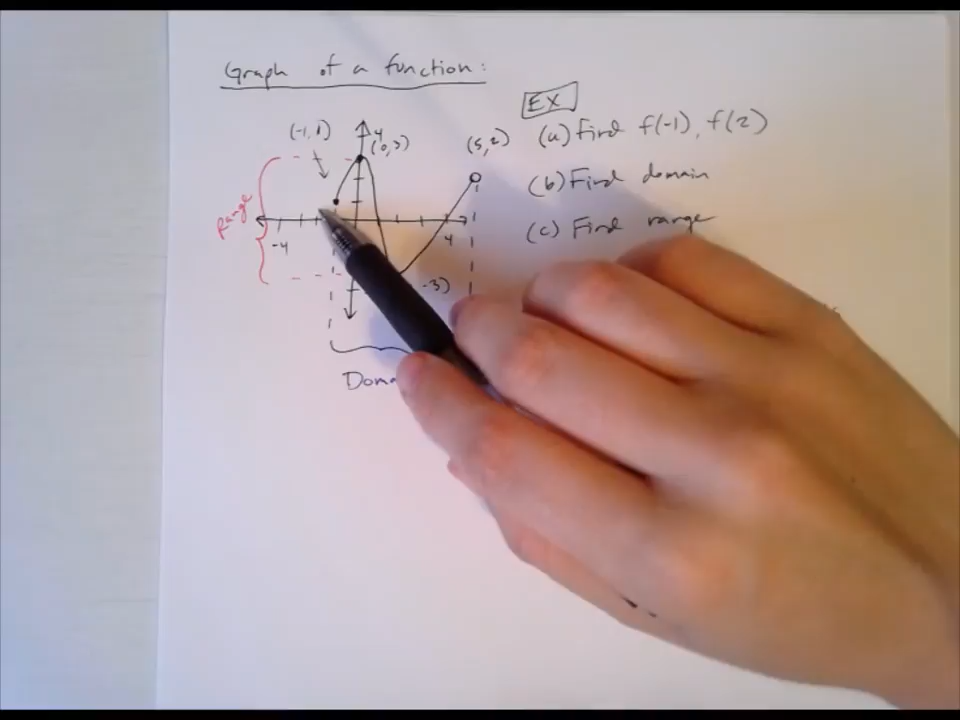 Graph of a function:
EX
(a) Find f(-1), f(2)
(b) Find domain
(c) Find range
(-1, 1)
4
(0,3)
(5,2)
Range
-4
4
-3)